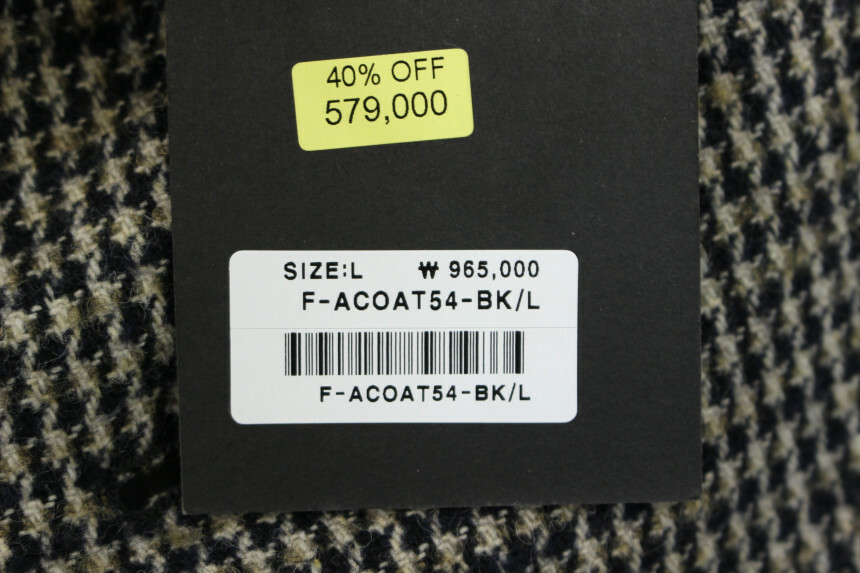 40% OFF
579,000
SIZE:L ₩ 965,000
F-ACOAT54-BK/L
F-ACOAT54-BK/L